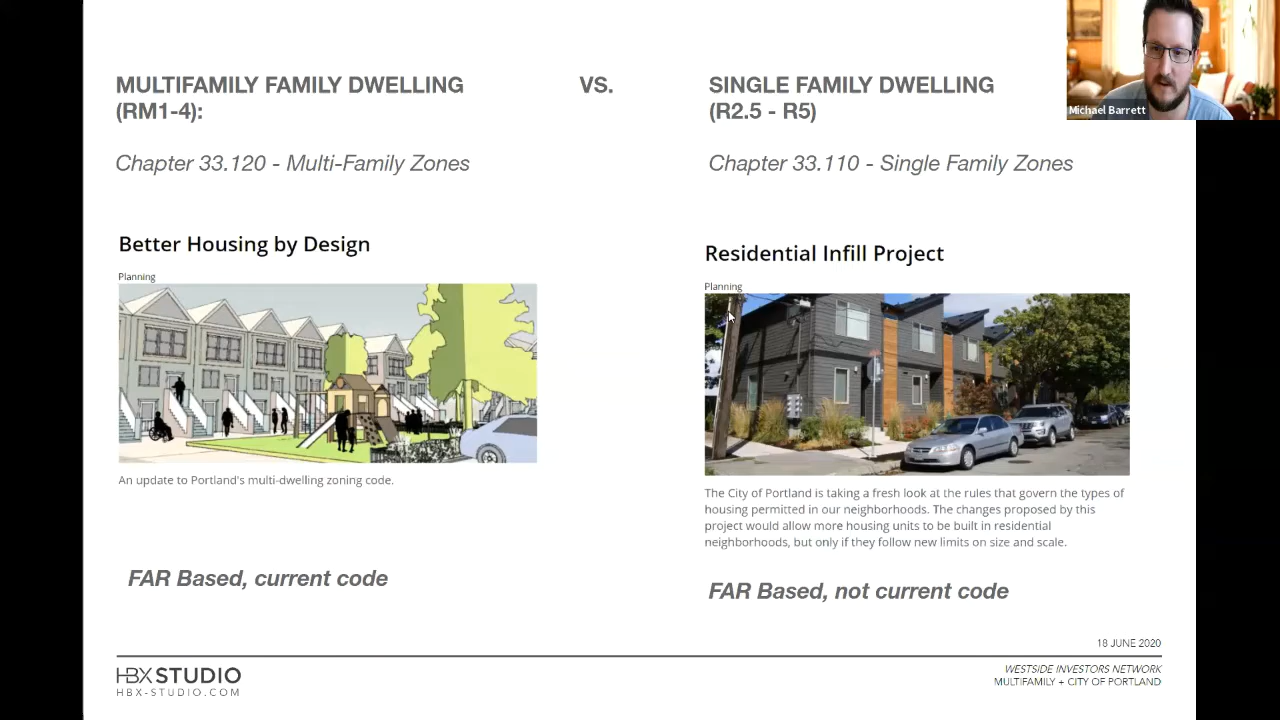 MULTIFAMILY FAMILY DWELLING
(RM1-4):
VS.
SINGLE FAMILY DWELLING
(R2.5 - R5)
Michael Barrett
Chapter 33.120 - Multi-Family Zones
Chapter 33.110 - Single Family Zones
Better Housing by Design
Planning
An update to Portland's multi-dwelling zoning code.
FAR Based, current code
Residential Infill Project
Planning
The City of Portland is taking a fresh look at the rules that govern the types of
housing permitted in our neighborhoods. The changes proposed by this
project would allow more housing units to be built in residential
neighborhoods, but only if they follow new limits on size and scale.
FAR Based, not current code
18 JUNE 2020
HBX STUDIO
HBX-STUDIO.COM
WESTSIDE INVESTORS NETWORK
MULTIFAMILY + CITY OF PORTLAND